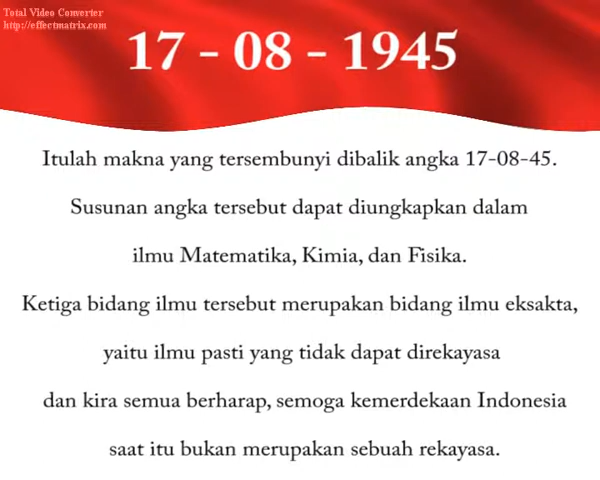 Total Video Converter
http://effectmatrix.com
17 - 08 - 1945
Itulah makna yang tersembunyi dibalik angka 17-08-45.
Susunan angka tersebut dapat diungkapkan dalam
ilmu Matematika, Kimia, dan Fisika.
Ketiga bidang ilmu tersebut merupakan bidang ilmu eksakta,
yaitu ilmu pasti yang tidak dapat direkayasa
dan kira semua berharap, semoga kemerdekaan Indonesia
saat itu bukan merupakan sebuah rekayasa.